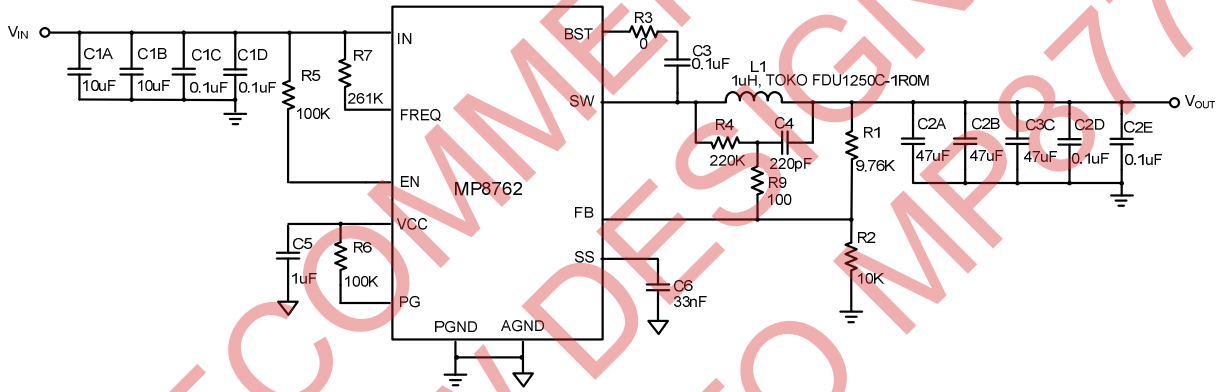 VIN
C1A
10uF
C1B
10uF
C1C
0.1uF
C1D
0.1uF
R5
100K
R7
261K
IN
FREQ
EN
VCC
PG
MP8762
PGND
AGND
BST
SW
FB
SS
C5
1uF
R6
100K
R3
0
C3
0.1uF
L1
1uH, TOKO FDU1250C-1R0M
R4
220K
C4
220pF
R9
100
R1
9.76K
R2
10K
C6
33nF
C2A
47uF
C2B
47uF
C3C
47uF
C2D
0.1uF
C2E
0.1uF
VOUT
ECOMME
DESIGN
O MP877